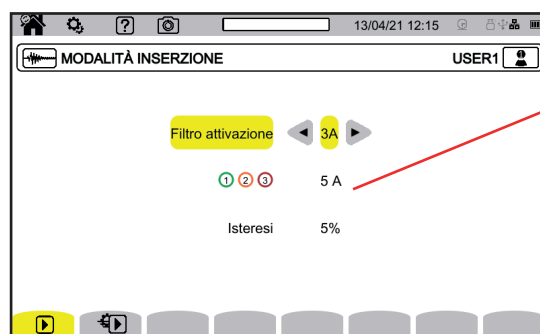 13/04/21 12:15
MODALITÀ INSERZIONE
USER1
Filtro attivazione 3A
1 2 3 5 A
Isteresi 5%